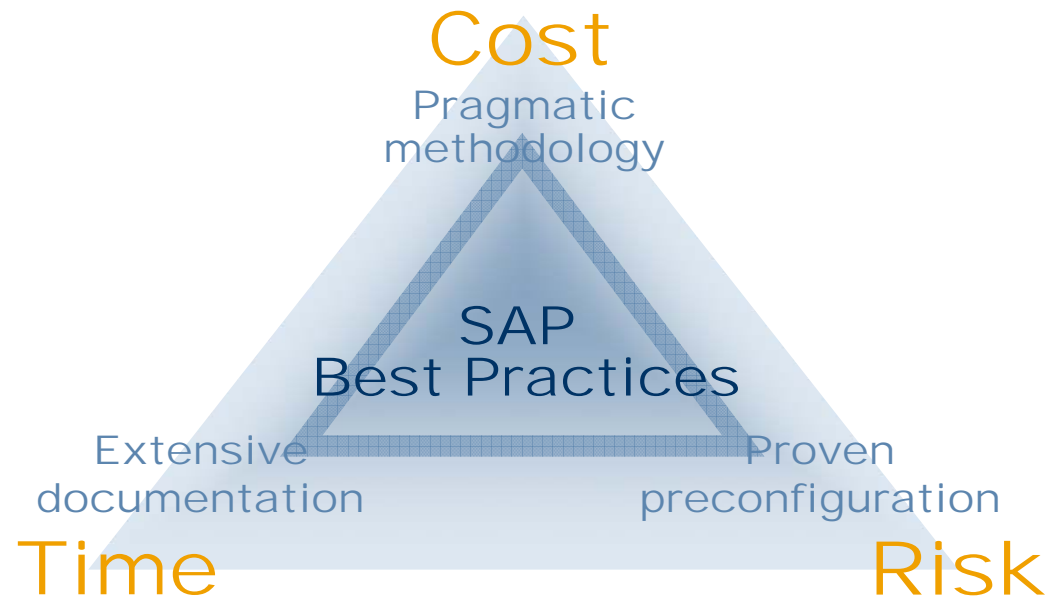 Cost
Pragmatic
methodology
SAP
Best Practices
Extensive
documentation
Proven
preconfiguration
Time
Risk